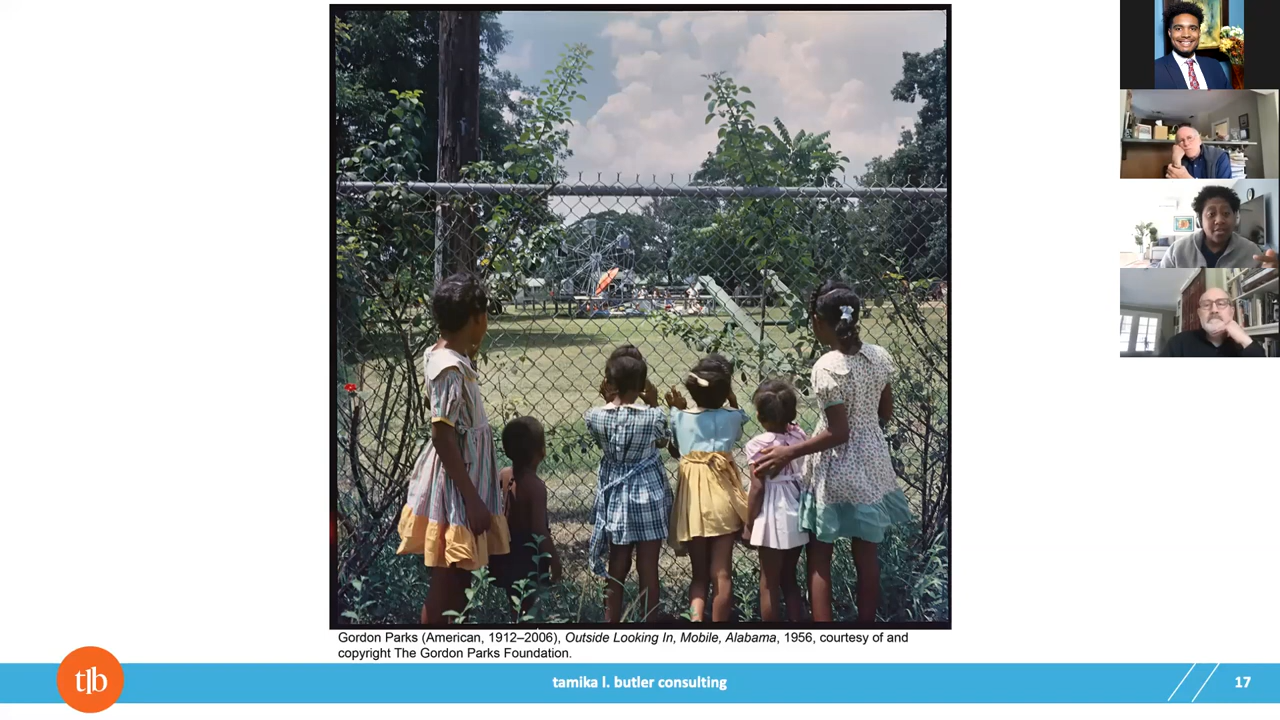 Gordon Parks (American, 1912–2006), Outside Looking In, Mobile, Alabama, 1956, courtesy of and
copyright The Gordon Parks Foundation.
tlb
tamika l. butler consulting
17